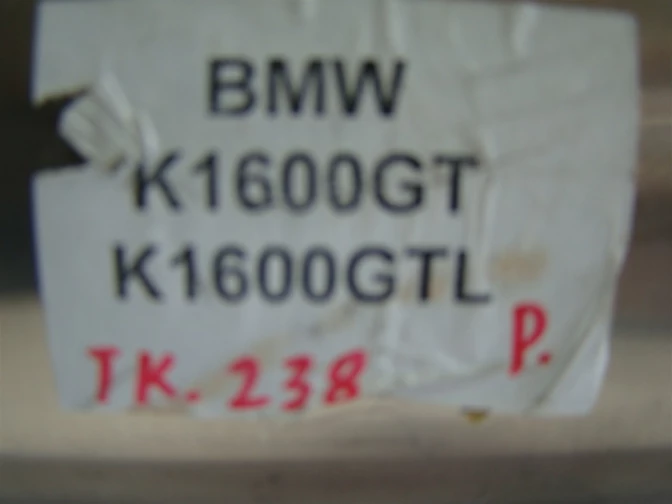 BMW
K1600GT
K1600GTL
P.
TK. 238